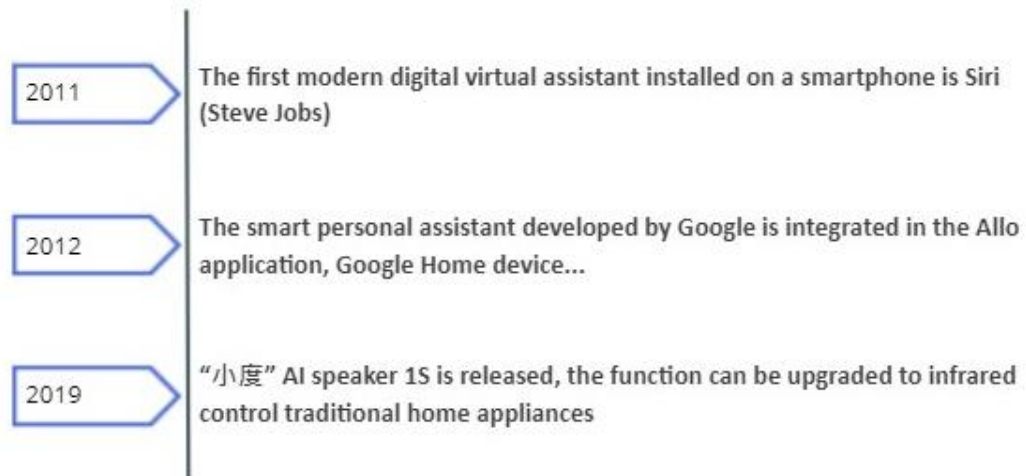 2011
The first modern digital virtual assistant installed on a smartphone is Siri
(Steve Jobs)
2012
The smart personal assistant developed by Google is integrated in the Allo
application, Google Home device...
2019
“小度” AI speaker 1S is released, the function can be upgraded to infrared
control traditional home appliances